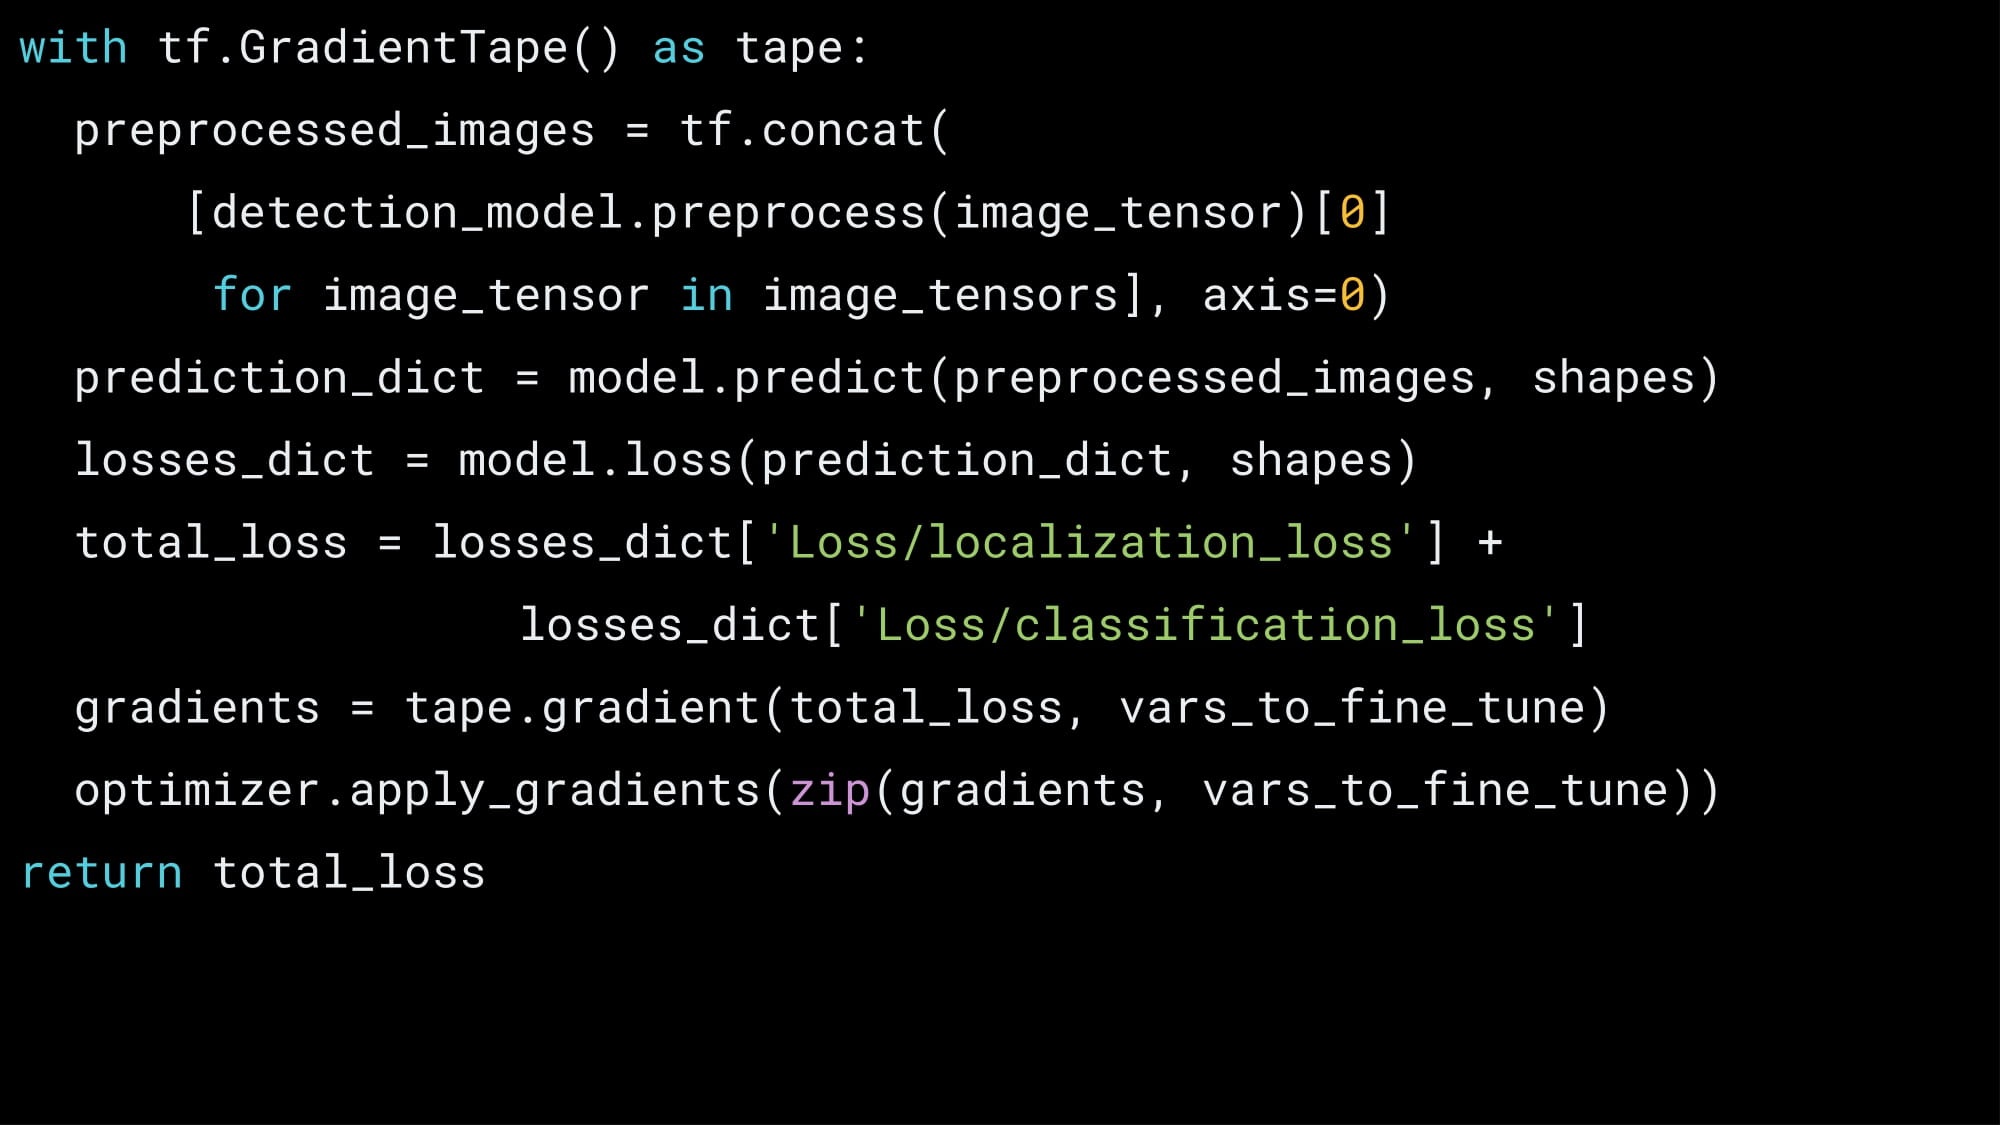 with tf.GradientTape() as tape:
  preprocessed_images = tf.concat(
      [detection_model.preprocess(image_tensor)[0]
       for image_tensor in image_tensors], axis=0)
  prediction_dict = model.predict(preprocessed_images, shapes)
  losses_dict = model.loss(prediction_dict, shapes)
  total_loss = losses_dict['Loss/localization_loss'] +
                  losses_dict['Loss/classification_loss']
  gradients = tape.gradient(total_loss, vars_to_fine_tune)
  optimizer.apply_gradients(zip(gradients, vars_to_fine_tune))
return total_loss